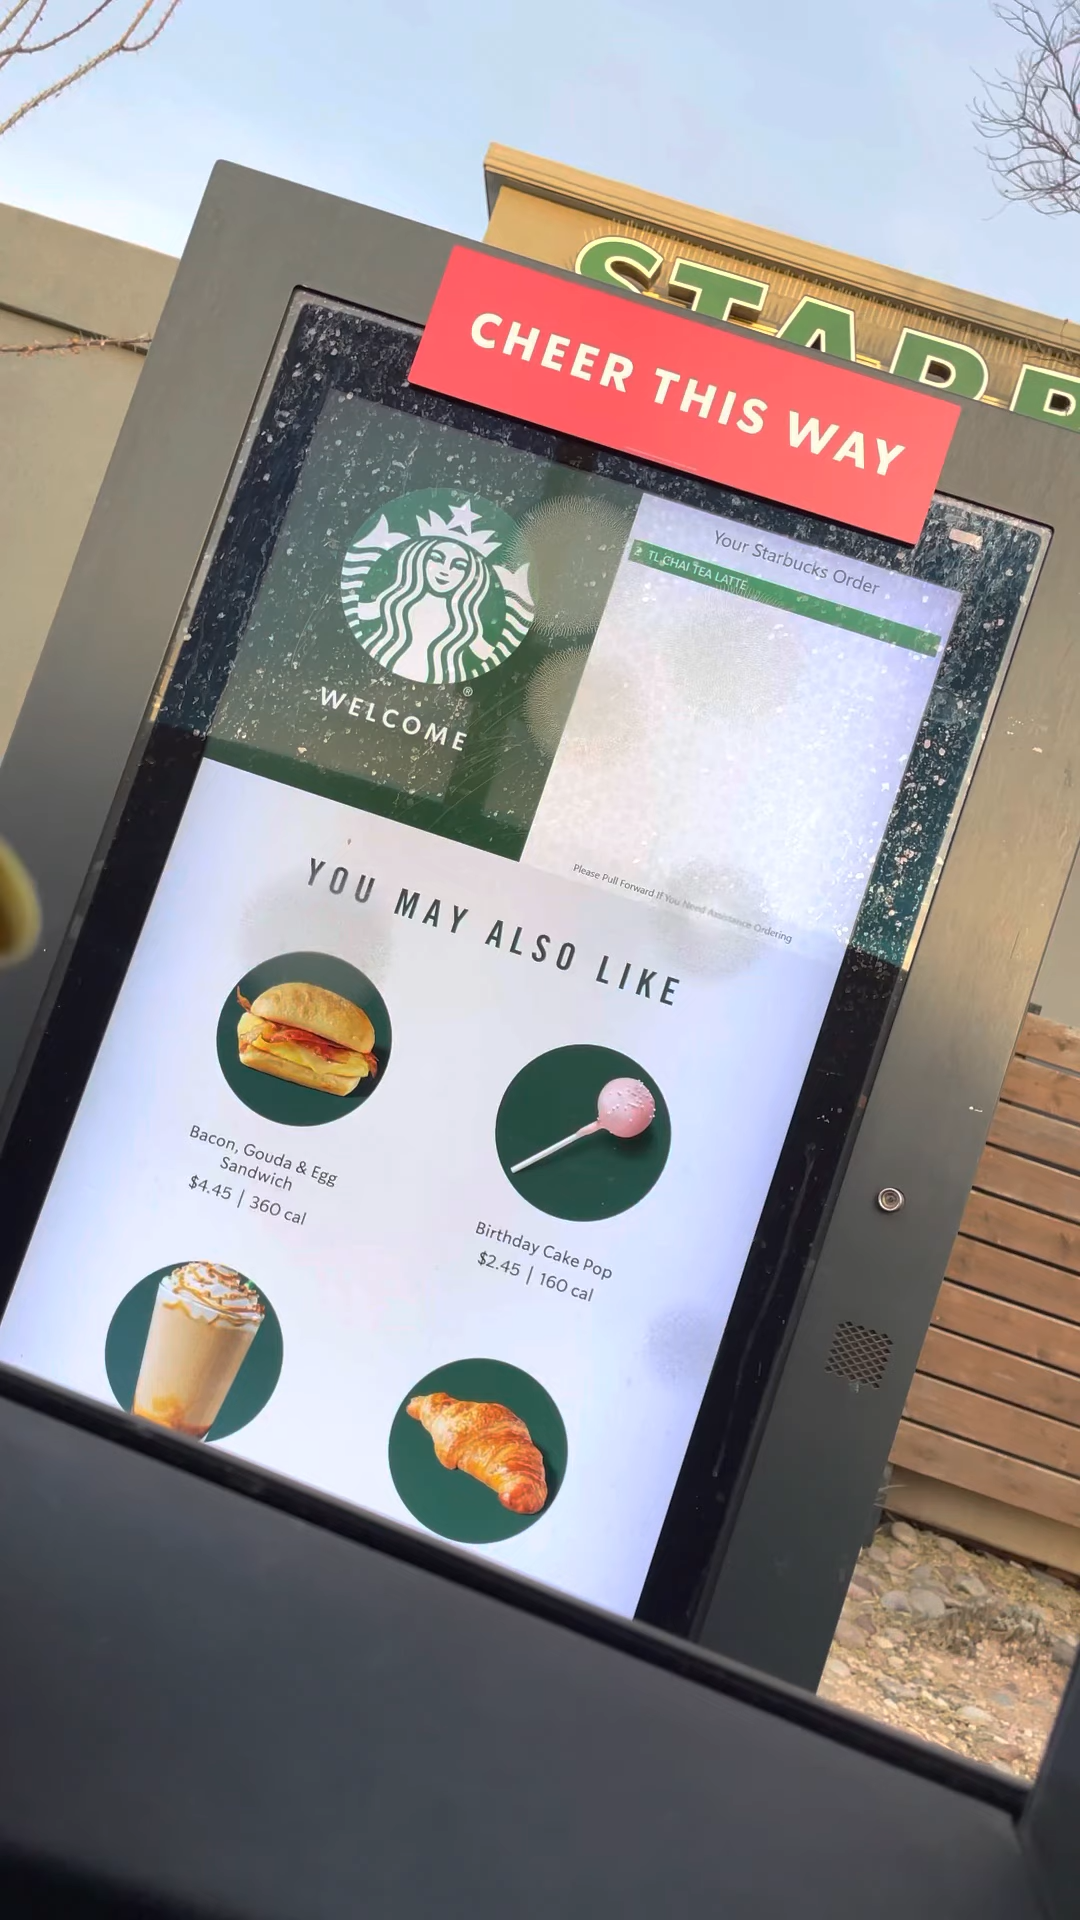 STARB
CHEER THIS WAY
Your Starbucks Order
2 TL CHAI TEA LATTE
WELCOME
®
Please Pull Forward If You Need Assistance Ordering
YOU MAY ALSO LIKE
Bacon, Gouda & Egg
Sandwich
$4.45 | 360 cal
Birthday Cake Pop
$2.45 | 160 cal